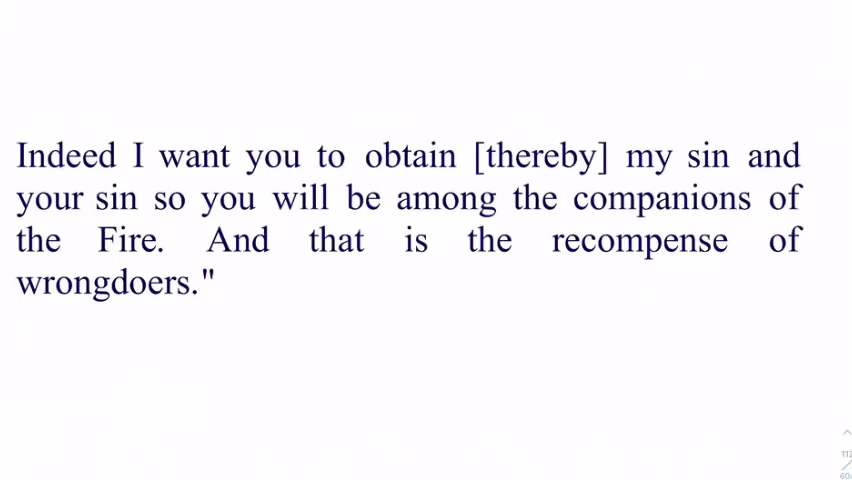 Indeed I want you to obtain [thereby] my sin and
your sin so you will be among the companions of
the Fire. And that is the recompense of
wrongdoers."